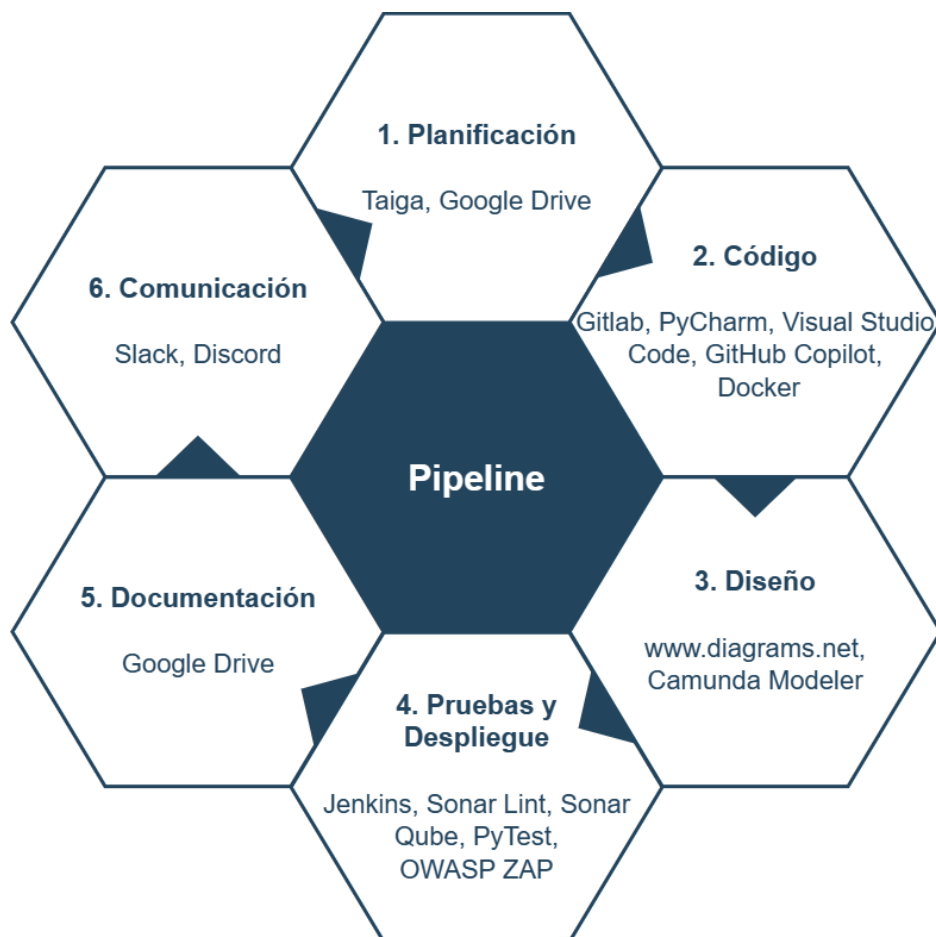 1. Planificación
Taiga, Google Drive
2. Código
Gitlab, PyCharm, Visual Studio
Code, GitHub Copilot,
Docker
3. Diseño
www.diagrams.net,
Camunda Modeler
4. Pruebas y
Despliegue
Jenkins, Sonar Lint, Sonar
Qube, PyTest,
OWASP ZAP
5. Documentación
Google Drive
6. Comunicación
Slack, Discord
Pipeline